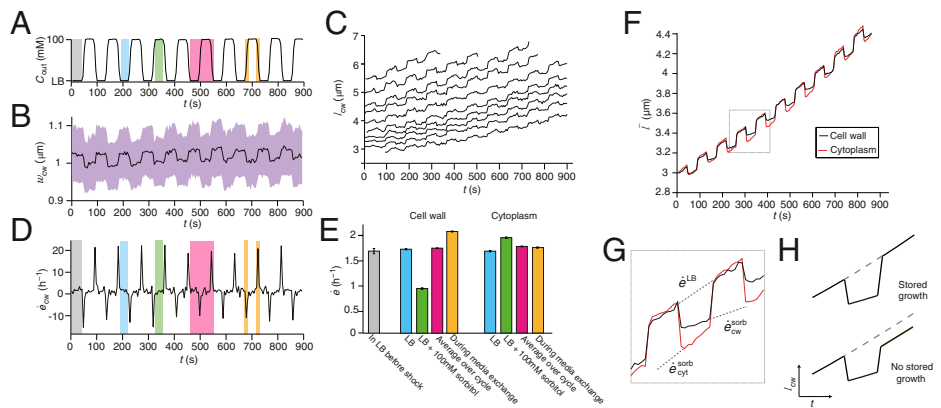 A
100
C_out (mM)
LB
0 100 200 300 400 500 600 700 800 900
t (s)
B
1.1
1
0.9
w_cw (μm)
0 100 200 300 400 500 600 700 800 900
t (s)
C
6.5
6
5.5
5
4.5
4
3.5
3
l_cw (μm)
0 100 200 300 400 500 600 700 800 900
t (s)
D
20
10
0
-10
ė_cw (h⁻¹)
0 100 200 300 400 500 600 700 800 900
t (s)
E
Cell wall
Cytoplasm
2
1.5
1
0.5
0
ė (h⁻¹)
In LB before shock
LB
LB + 100mM sorbitol
Average over cycle
During media exchange
LB
LB + 100mM sorbitol
Average over cycle
During media exchange
F
4.4
4
3.6
3.2
2.8
l̄ (μm)
Cell wall
Cytoplasm
0 100 200 300 400 500 600 700 800 900
t (s)
G
ė^LB
ė_cw^sorb
ė_cyt^sorb
H
Stored
growth
No stored
growth
l_cw
t